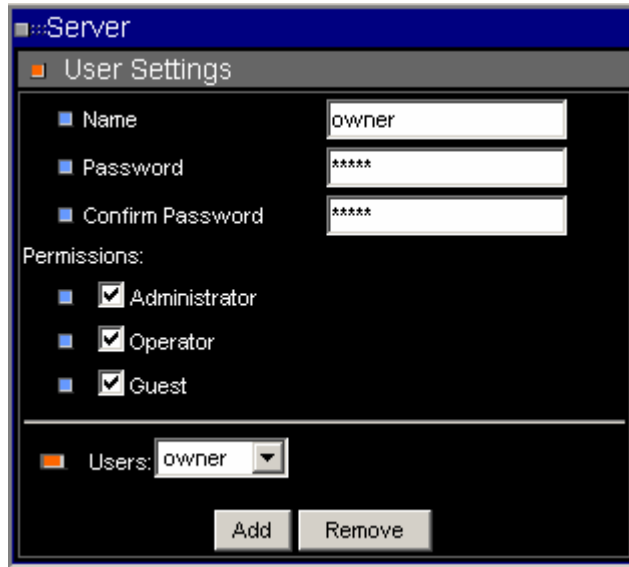 Server
User Settings
Name owner
Password *****
Confirm Password *****
Permissions:
Administrator
Operator
Guest
Users: owner
Add Remove